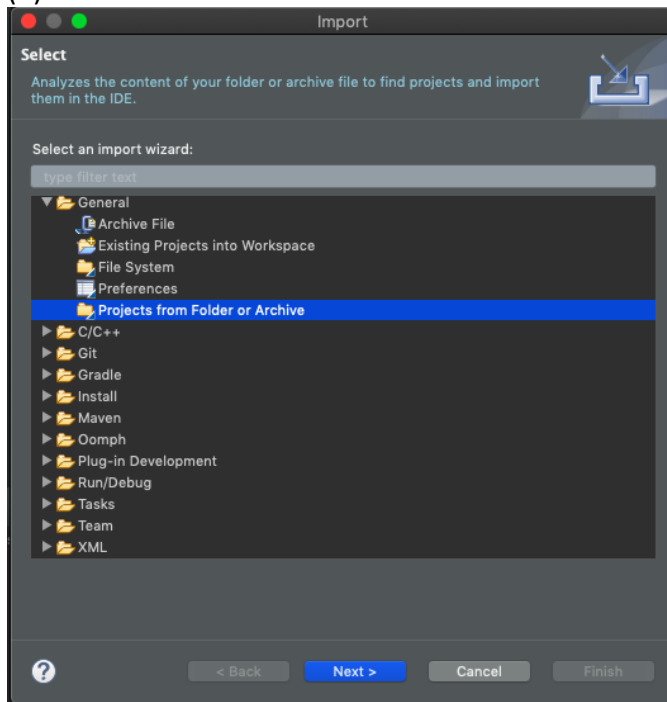 Import
Select
Analyzes the content of your folder or archive file to find projects and import
them in the IDE.
Select an import wizard:
type filter text
General
Archive File
Existing Projects into Workspace
File System
Preferences
Projects from Folder or Archive
C/C++
Git
Gradle
Install
Maven
Oomph
Plug-in Development
Run/Debug
Tasks
Team
XML
? < Back Next > Cancel Finish